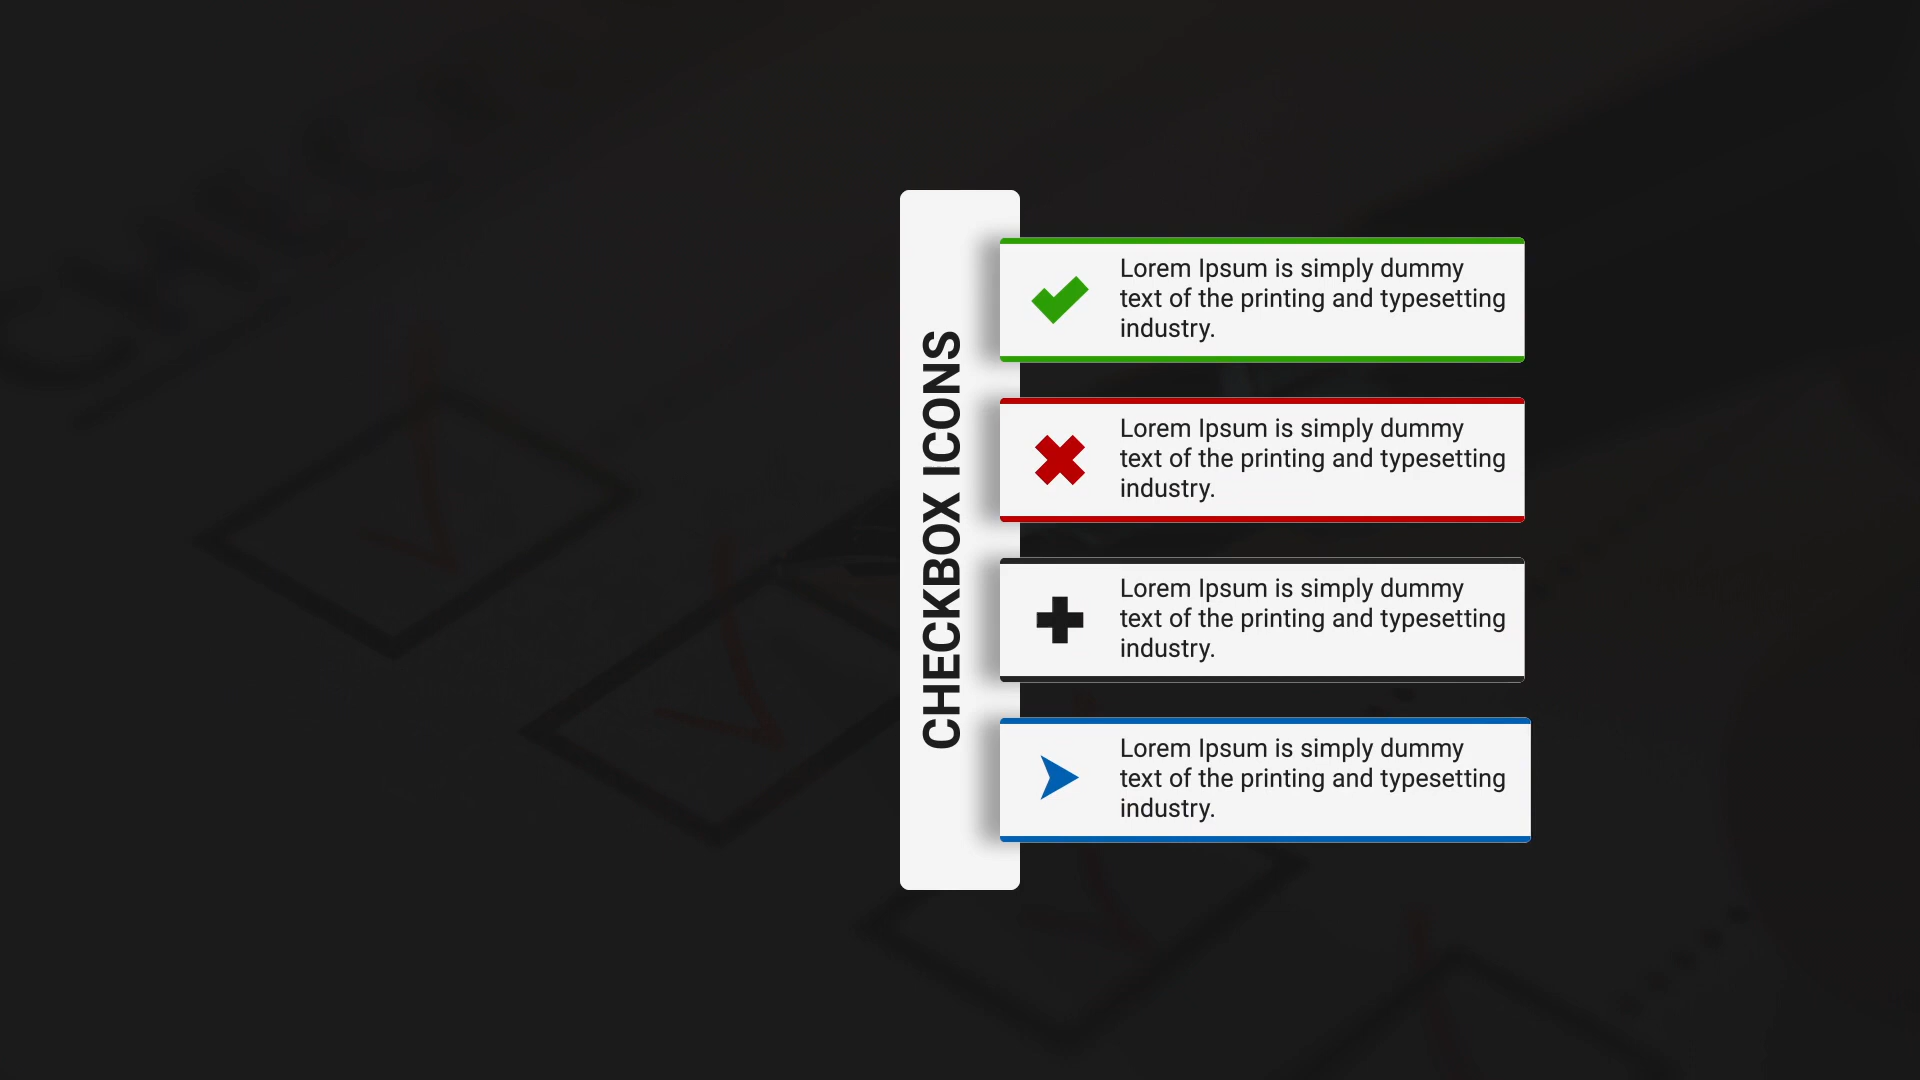 CHECKBOX ICONS
Lorem Ipsum is simply dummy
text of the printing and typesetting
industry.
Lorem Ipsum is simply dummy
text of the printing and typesetting
industry.
Lorem Ipsum is simply dummy
text of the printing and typesetting
industry.
Lorem Ipsum is simply dummy
text of the printing and typesetting
industry.